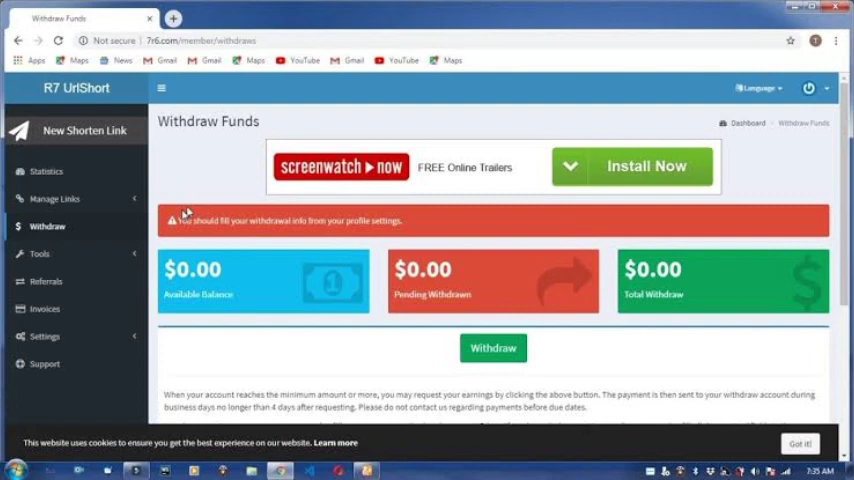 Withdraw Funds
Not secure | 7r6.com/member/withdraws
T
Apps Maps News Gmail Gmail Maps YouTube Gmail YouTube Maps
R7 UrlShort
Language
New Shorten Link
Withdraw Funds
Dashboard Withdraw Funds
screenwatch now FREE Online Trailers Install Now
Statistics
Manage Links
Withdraw
Tools
Referrals
Invoices
Settings
Support
You should fill your withdrawal info from your profile settings.
$0.00
Available Balance
$0.00
Pending Withdrawn
$0.00
Total Withdraw
Withdraw
When your account reaches the minimum amount or more, you may request your earnings by clicking the above button. The payment is then sent to your withdraw account during
business days no longer than 4 days after requesting. Please do not contact us regarding payments before due dates.
This website uses cookies to ensure you get the best experience on our website. Learn more
Got it!
7:35 AM